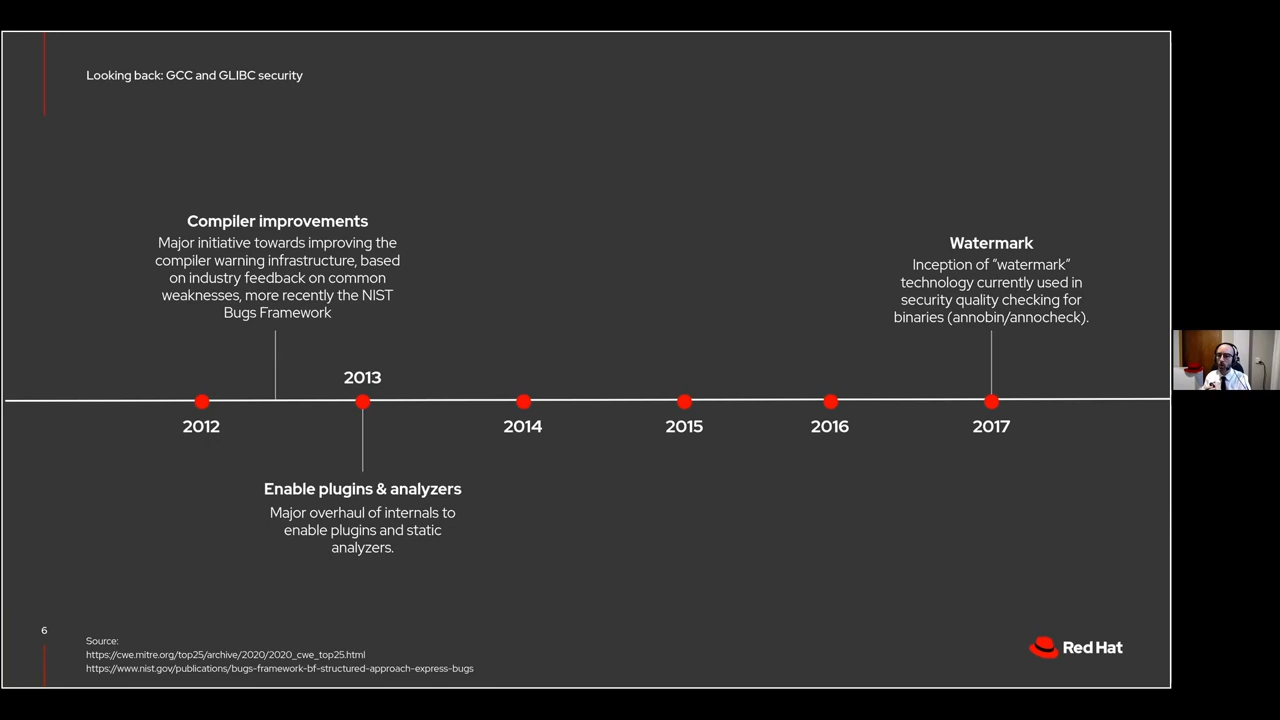 Looking back: GCC and GLIBC security
Compiler improvements
Major initiative towards improving the
compiler warning infrastructure, based
on industry feedback on common
weaknesses, more recently the NIST
Bugs Framework
Watermark
Inception of “watermark”
technology currently used in
security quality checking for
binaries (annobin/annocheck).
2013
2012
2014
2015
2016
2017
Enable plugins & analyzers
Major overhaul of internals to
enable plugins and static
analyzers.
6
Source:
https://cwe.mitre.org/top25/archive/2020/2020_cwe_top25.html
https://www.nist.gov/publications/bugs-framework-bf-structured-approach-express-bugs
Red Hat